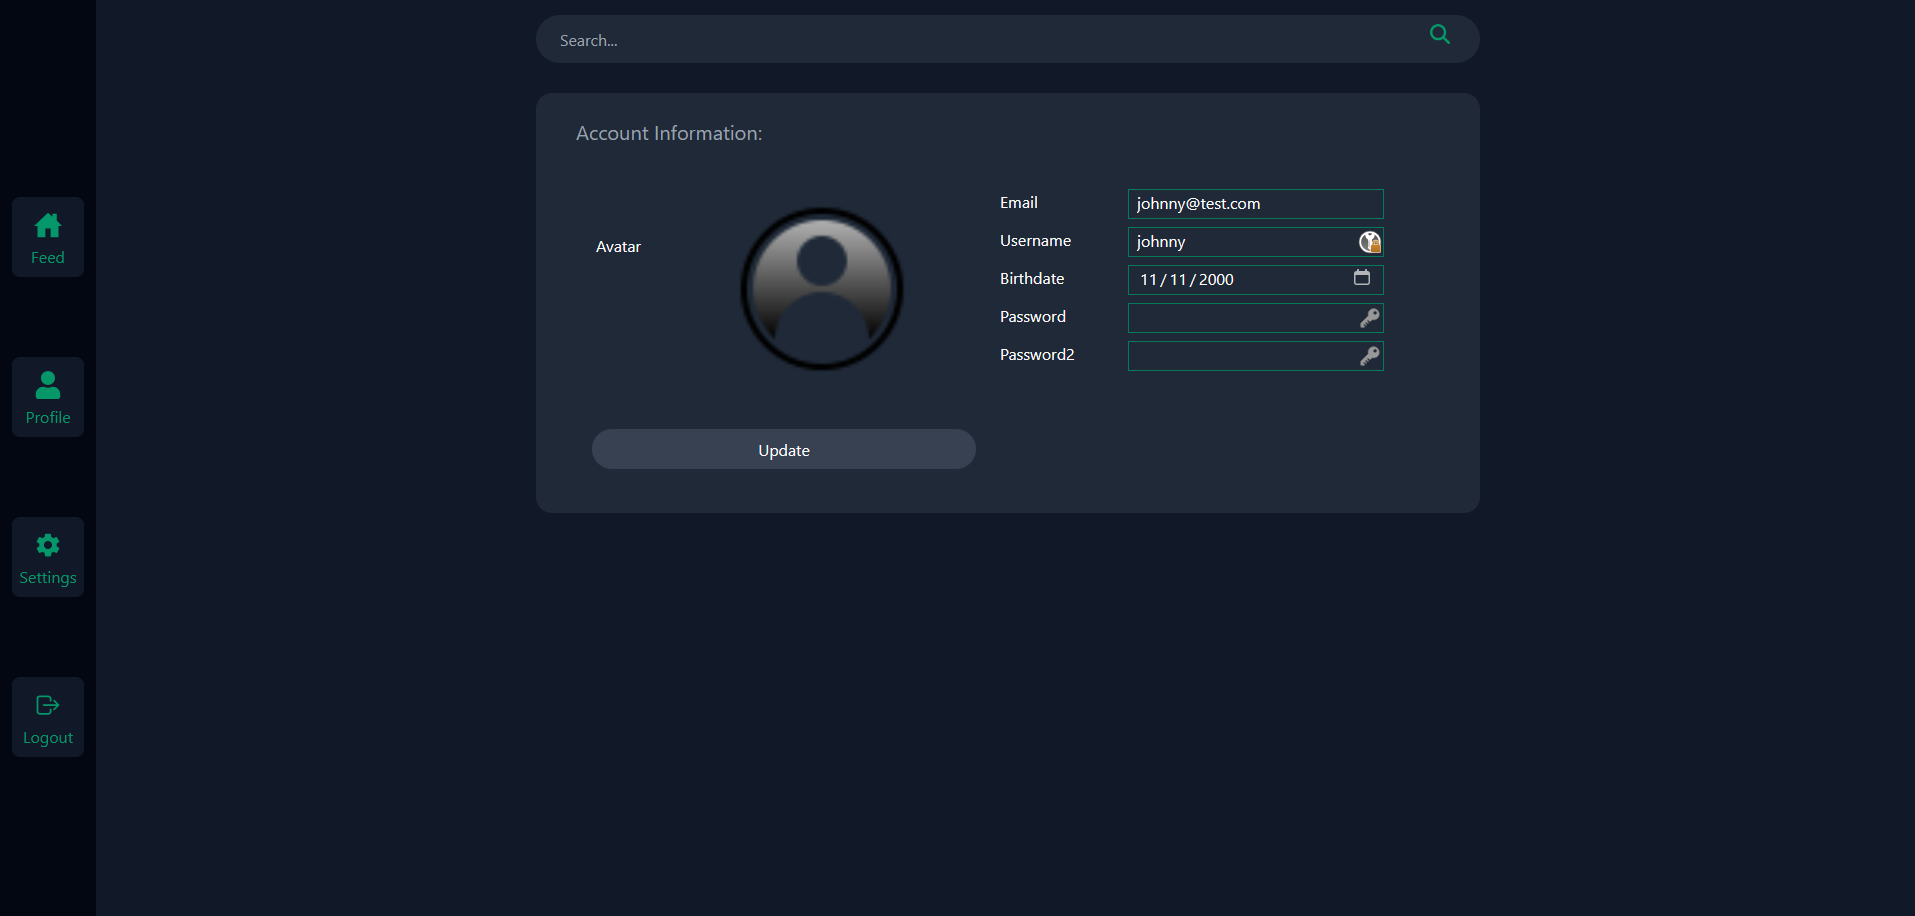 Search...
Account Information:
Avatar
Email johnny@test.com
Username johnny
Birthdate 11/11/2000
Password
Password2
Update
Feed
Profile
Settings
Logout